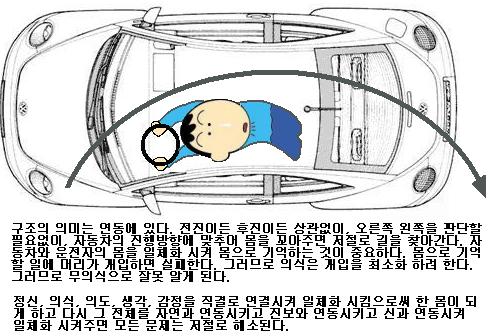 구조의 의미는 연동에 있다. 전진이든 후진이든 상관없이, 오른쪽 왼쪽을 판단할
필요없이, 자동차의 진행방향에 맞추어 몸을 꼬아주면 저절로 길을 찾아간다. 자
동차와 운전자의 몸을 일체화 시켜 몸으로 기억하는 것이 중요하다. 몸으로 기억
할 일에 머리가 개입하면 실패한다. 그러므로 의식은 개입을 최소화 하려 한다.
그러므로 무의식으로 잘못 알게 된다.
정신, 의식, 의도, 생각, 감정을 직결로 연결시켜 일체화 시킴으로써 한 몸이 되
게 하고 다시 그 전체를 자연과 연동시키고 진보와 연동시키고 신과 연동시켜
일체화 시켜주면 모든 문제는 저절로 해소된다.